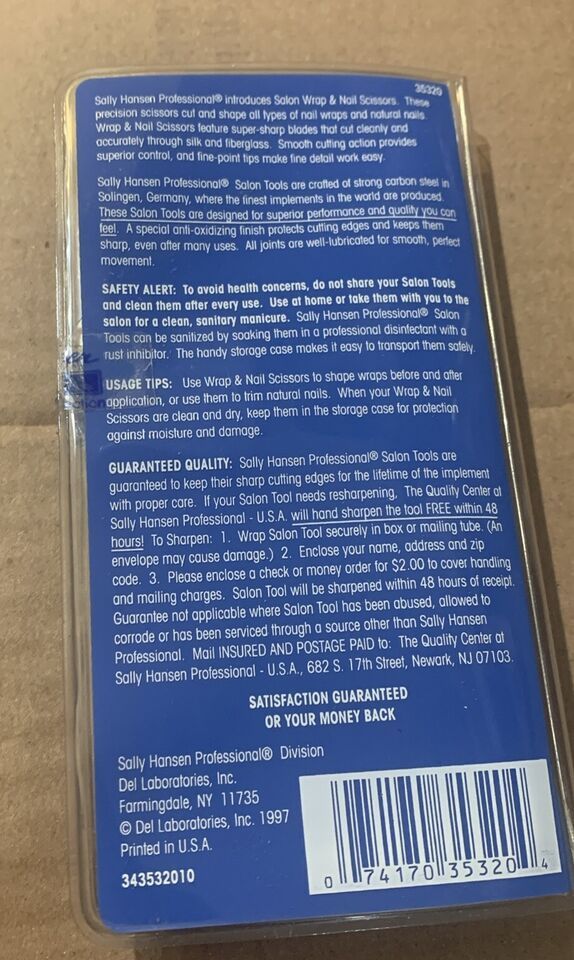 35320
Sally Hansen Professional® introduces Salon Wrap & Nail Scissors. These
precision scissors cut and shape all types of nail wraps and natural nails.
Wrap & Nail Scissors feature super-sharp blades that cut cleanly and
accurately through silk and fiberglass. Smooth cutting action provides
superior control, and fine-point tips make fine detail work easy.
Sally Hansen Professional® Salon Tools are crafted of strong carbon steel in
Solingen, Germany, where the finest implements in the world are produced.
These Salon Tools are designed for superior performance and quality you can
feel. A special anti-oxidizing finish protects cutting edges and keeps them
sharp, even after many uses. All joints are well-lubricated for smooth, perfect
movement.
SAFETY ALERT: To avoid health concerns, do not share your Salon Tools
and clean them after every use. Use at home or take them with you to the
salon for a clean, sanitary manicure. Sally Hansen Professional® Salon
Tools can be sanitized by soaking them in a professional disinfectant with a
rust inhibitor. The handy storage case makes it easy to transport them safely.
USAGE TIPS: Use Wrap & Nail Scissors to shape wraps before and after
application, or use them to trim natural nails. When your Wrap & Nail
Scissors are clean and dry, keep them in the storage case for protection
against moisture and damage.
GUARANTEED QUALITY: Sally Hansen Professional® Salon Tools are
guaranteed to keep their sharp cutting edges for the lifetime of the implement
with proper care. If your Salon Tool needs resharpening, The Quality Center at
Sally Hansen Professional - U.S.A. will hand sharpen the tool FREE within 48
hours! To Sharpen: 1. Wrap Salon Tool securely in box or mailing tube. (An
envelope may cause damage.) 2. Enclose your name, address and zip
code. 3. Please enclose a check or money order for $2.00 to cover handling
and mailing charges. Salon Tool will be sharpened within 48 hours of receipt.
Guarantee not applicable where Salon Tool has been abused, allowed to
corrode or has been serviced through a source other than Sally Hansen
Professional. Mail INSURED AND POSTAGE PAID to: The Quality Center at
Sally Hansen Professional - U.S.A., 682 S. 17th Street, Newark, NJ 07103.
SATISFACTION GUARANTEED
OR YOUR MONEY BACK
Sally Hansen Professional® Division
Del Laboratories, Inc.
Farmingdale, NY 11735
© Del Laboratories, Inc. 1997
Printed in U.S.A.
343532010
0 74170 35320 4